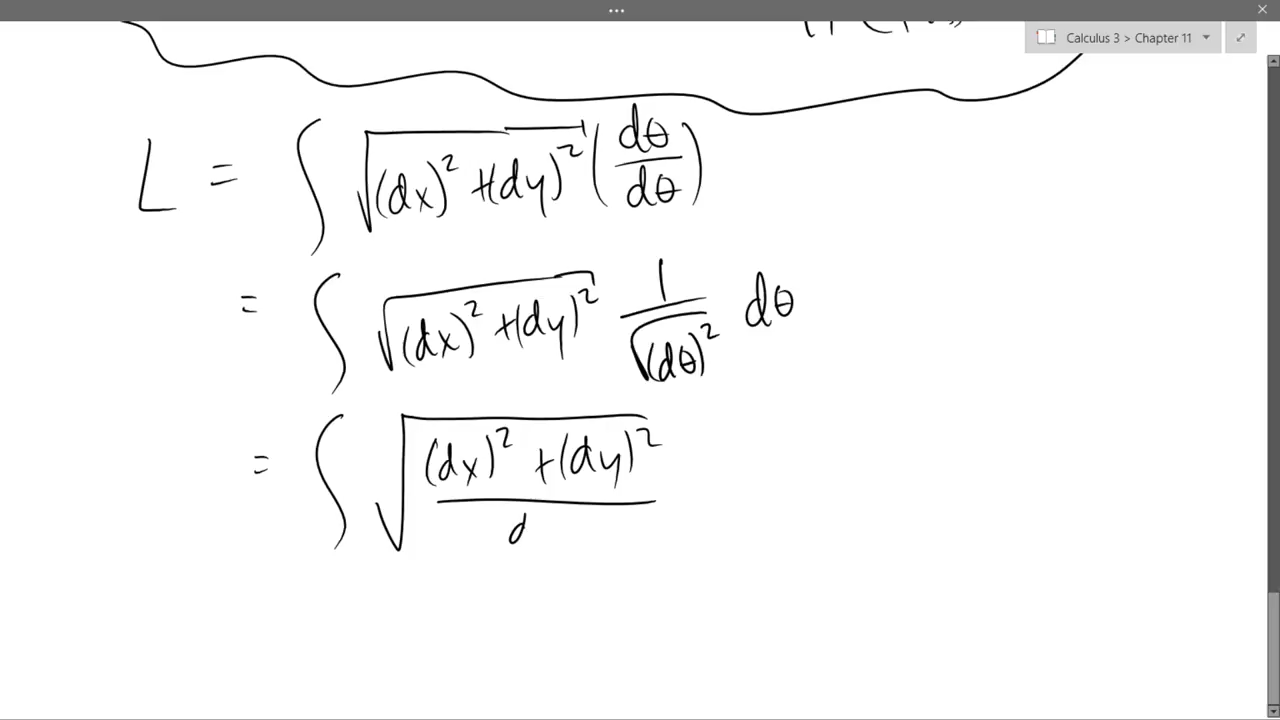 Calculus 3 > Chapter 11
L = ∫ √((dx)² + (dy)²) (dθ/dθ)
= ∫ √((dx)² + (dy)²) 1/√((dθ)²) dθ
= ∫ √(((dx)² + (dy)²)/d